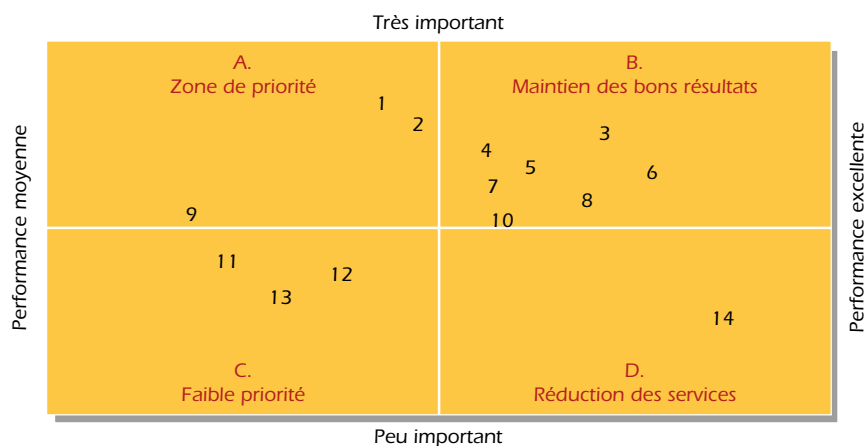 Très important
A.
Zone de priorité
B.
Maintien des bons résultats
1
2
3
4
5
6
7
8
9
10
11
12
13
14
C.
Faible priorité
D.
Réduction des services
Peu important
Performance moyenne
Performance excellente